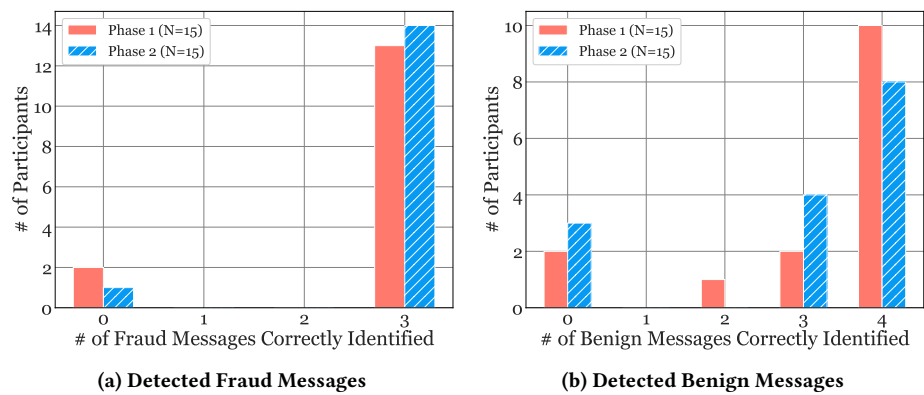 Phase 1 (N=15)
Phase 2 (N=15)
14
12
10
8
6
4
2
0
# of Participants
0 1 2 3
# of Fraud Messages Correctly Identified
(a) Detected Fraud Messages
Phase 1 (N=15)
Phase 2 (N=15)
10
8
6
4
2
0
# of Participants
0 1 2 3 4
# of Benign Messages Correctly Identified
(b) Detected Benign Messages